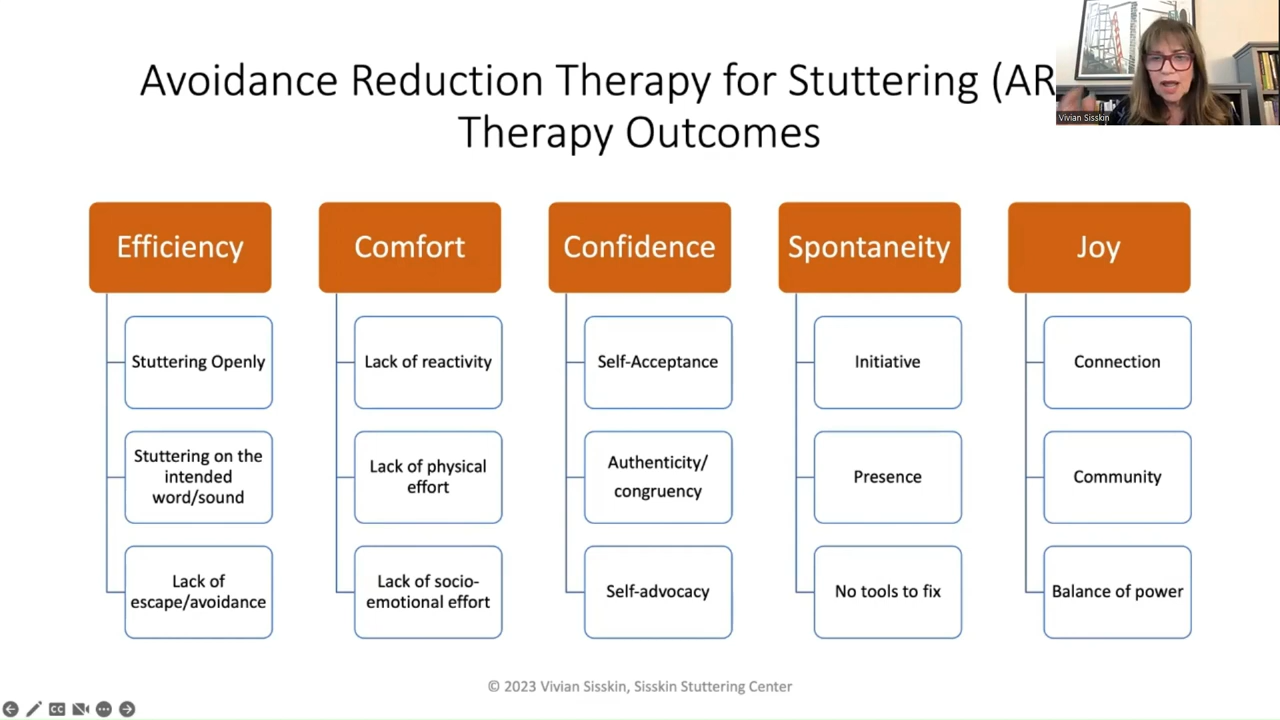 Avoidance Reduction Therapy for Stuttering (AR
Therapy Outcomes
Vivian Sisskin
Efficiency
Comfort
Confidence
Spontaneity
Joy
Stuttering Openly
Lack of reactivity
Self-Acceptance
Initiative
Connection
Stuttering on the
intended
word/sound
Lack of physical
effort
Authenticity/
congruency
Presence
Community
Lack of
escape/avoidance
Lack of socio-
emotional effort
Self-advocacy
No tools to fix
Balance of power
© 2023 Vivian Sisskin, Sisskin Stuttering Center
CC